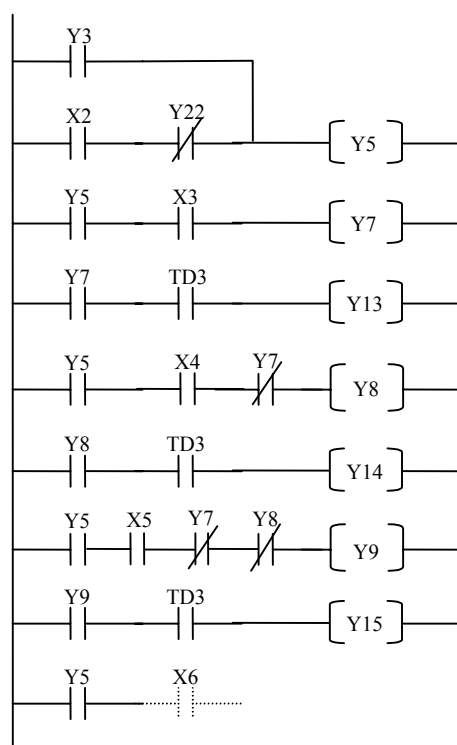 Y3
X2 Y22 Y5
Y5 X3 Y7
Y7 TD3 Y13
Y5 X4 Y7 Y8
Y8 TD3 Y14
Y5 X5 Y7 Y8 Y9
Y9 TD3 Y15
Y5 X6